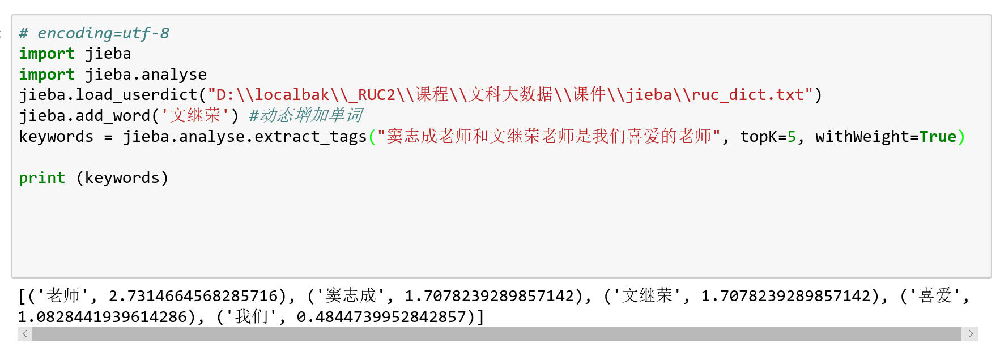 # encoding=utf-8
import jieba
import jieba.analyse
jieba.load_userdict("D:\\localbak\\_RUC2\\课程\\文科大数据\\课件\\jieba\\ruc_dict.txt")
jieba.add_word('文继荣') #动态增加单词
keywords = jieba.analyse.extract_tags("窦志成老师和文继荣老师是我们喜爱的老师", topK=5, withWeight=True)
print (keywords)
[('老师', 2.7314664568285716), ('窦志成', 1.7078239289857142), ('文继荣', 1.7078239289857142), ('喜爱',
1.0828441939614286), ('我们', 0.4844739952842857)]